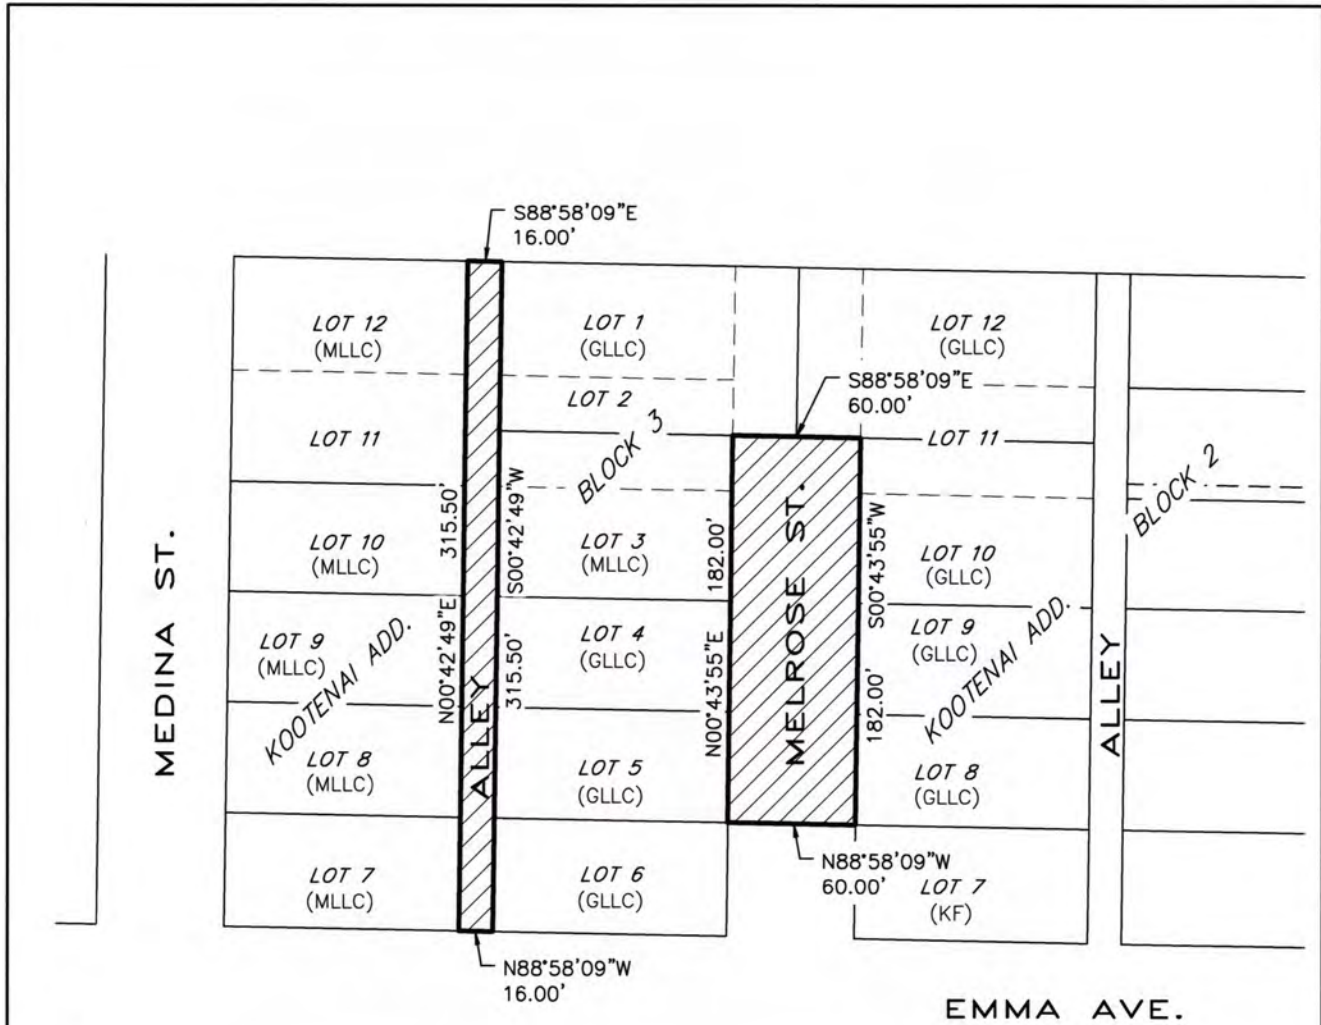 S88°58'09"E
16.00'
LOT 12
(MLLC)
LOT 1
(GLLC)
LOT 12
(GLLC)
S88°58'09"E
60.00'
LOT 2
LOT 11
BLOCK 3
LOT 11
BLOCK 2
315.50'
S00°42'49"W
LOT 10
(MLLC)
LOT 3
(MLLC)
182.00'
MELROSE ST.
S00°43'55"W
LOT 10
(GLLC)
MEDINA ST.
LOT 9
(MLLC)
KOOTENAI ADD.
N00°42'49"E
315.50'
LOT 4
(GLLC)
N00°43'55"E
182.00'
LOT 9
(GLLC)
KOOTENAI ADD.
ALLEY
ALLEY
LOT 8
(MLLC)
LOT 5
(GLLC)
LOT 8
(GLLC)
LOT 7
(MLLC)
LOT 6
(GLLC)
N88°58'09"W
60.00'
LOT 7
(KF)
N88°58'09"W
16.00'
EMMA AVE.